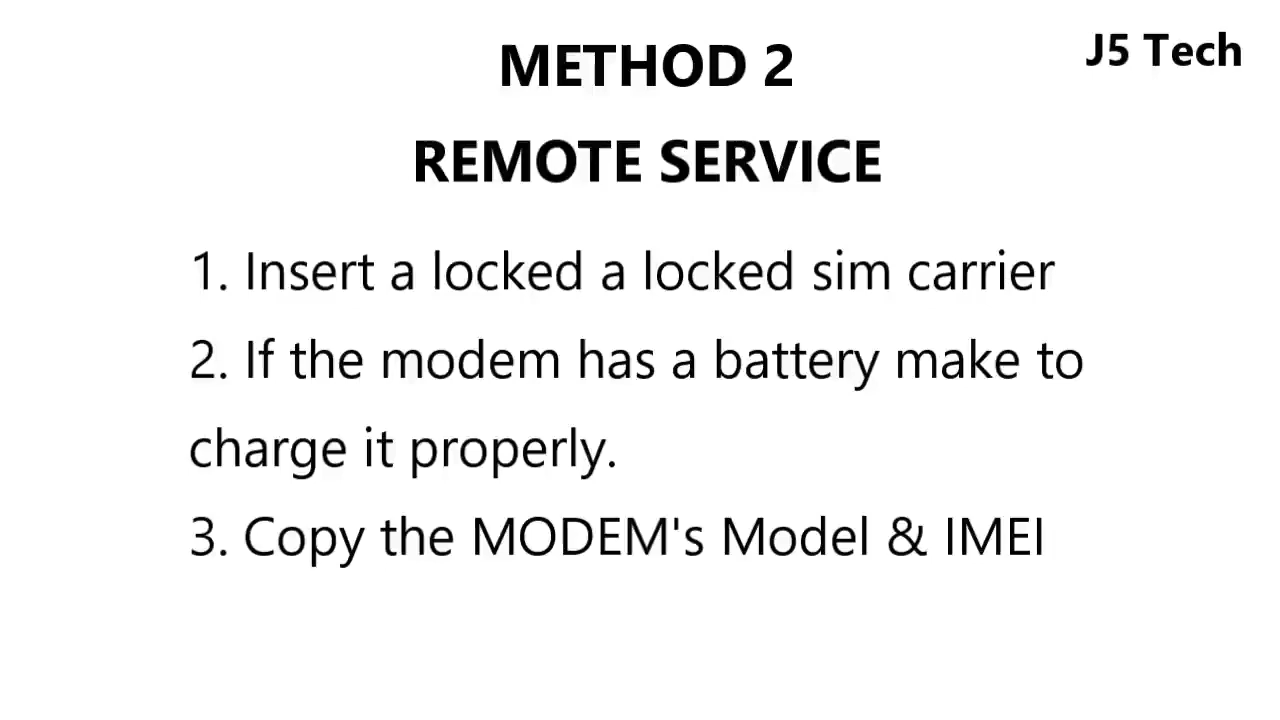 METHOD 2
J5 Tech
REMOTE SERVICE
1. Insert a locked a locked sim carrier
2. If the modem has a battery make to
charge it properly.
3. Copy the MODEM's Model & IMEI